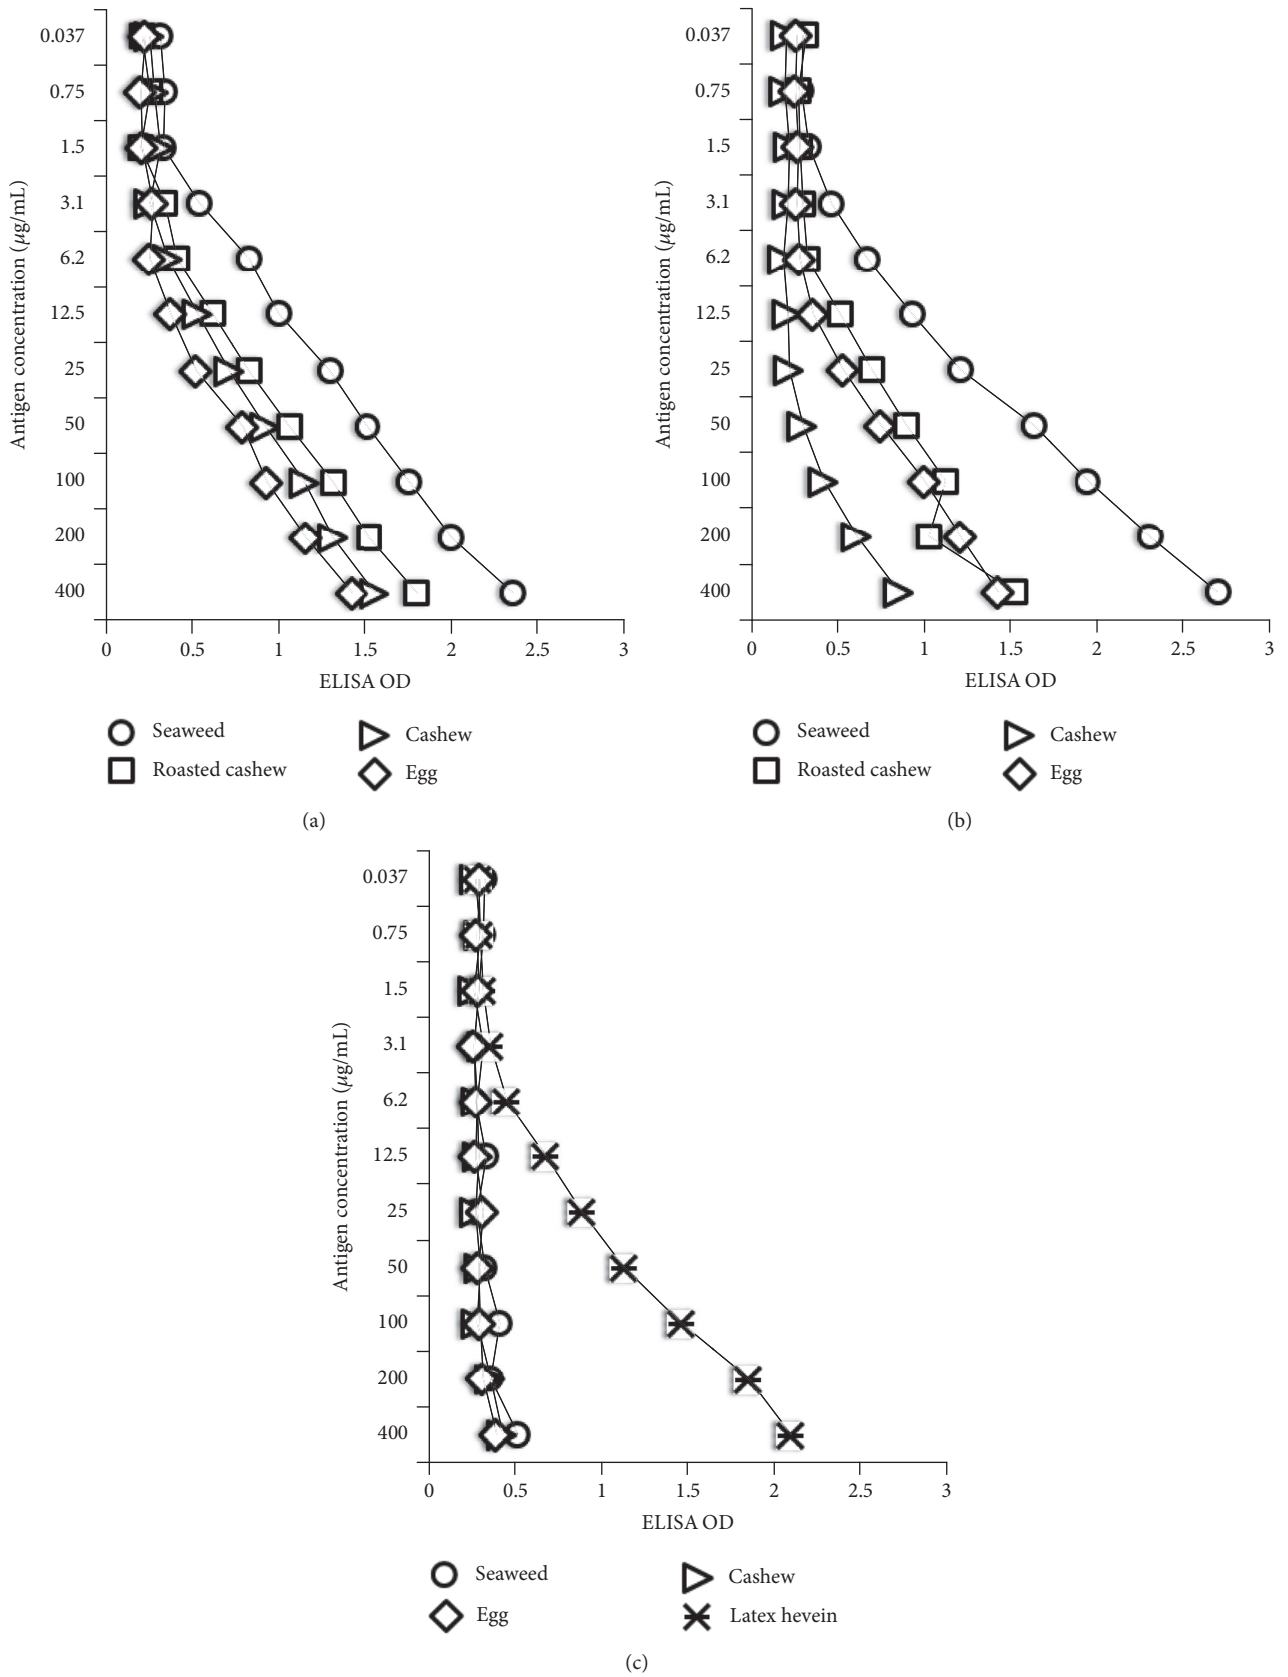 0.037
0.75
1.5
3.1
6.2
12.5
25
50
100
200
400
Antigen concentration (μg/mL)
0 0.5 1 1.5 2 2.5 3
ELISA OD
Seaweed Cashew
Roasted cashew Egg
(a)
0.037
0.75
1.5
3.1
6.2
12.5
25
50
100
200
400
Antigen concentration (μg/mL)
0 0.5 1 1.5 2 2.5 3
ELISA OD
Seaweed Cashew
Roasted cashew Egg
(b)
0.037
0.75
1.5
3.1
6.2
12.5
25
50
100
200
400
Antigen concentration (μg/mL)
0 0.5 1 1.5 2 2.5 3
ELISA OD
Seaweed Cashew
Egg Latex hevein
(c)